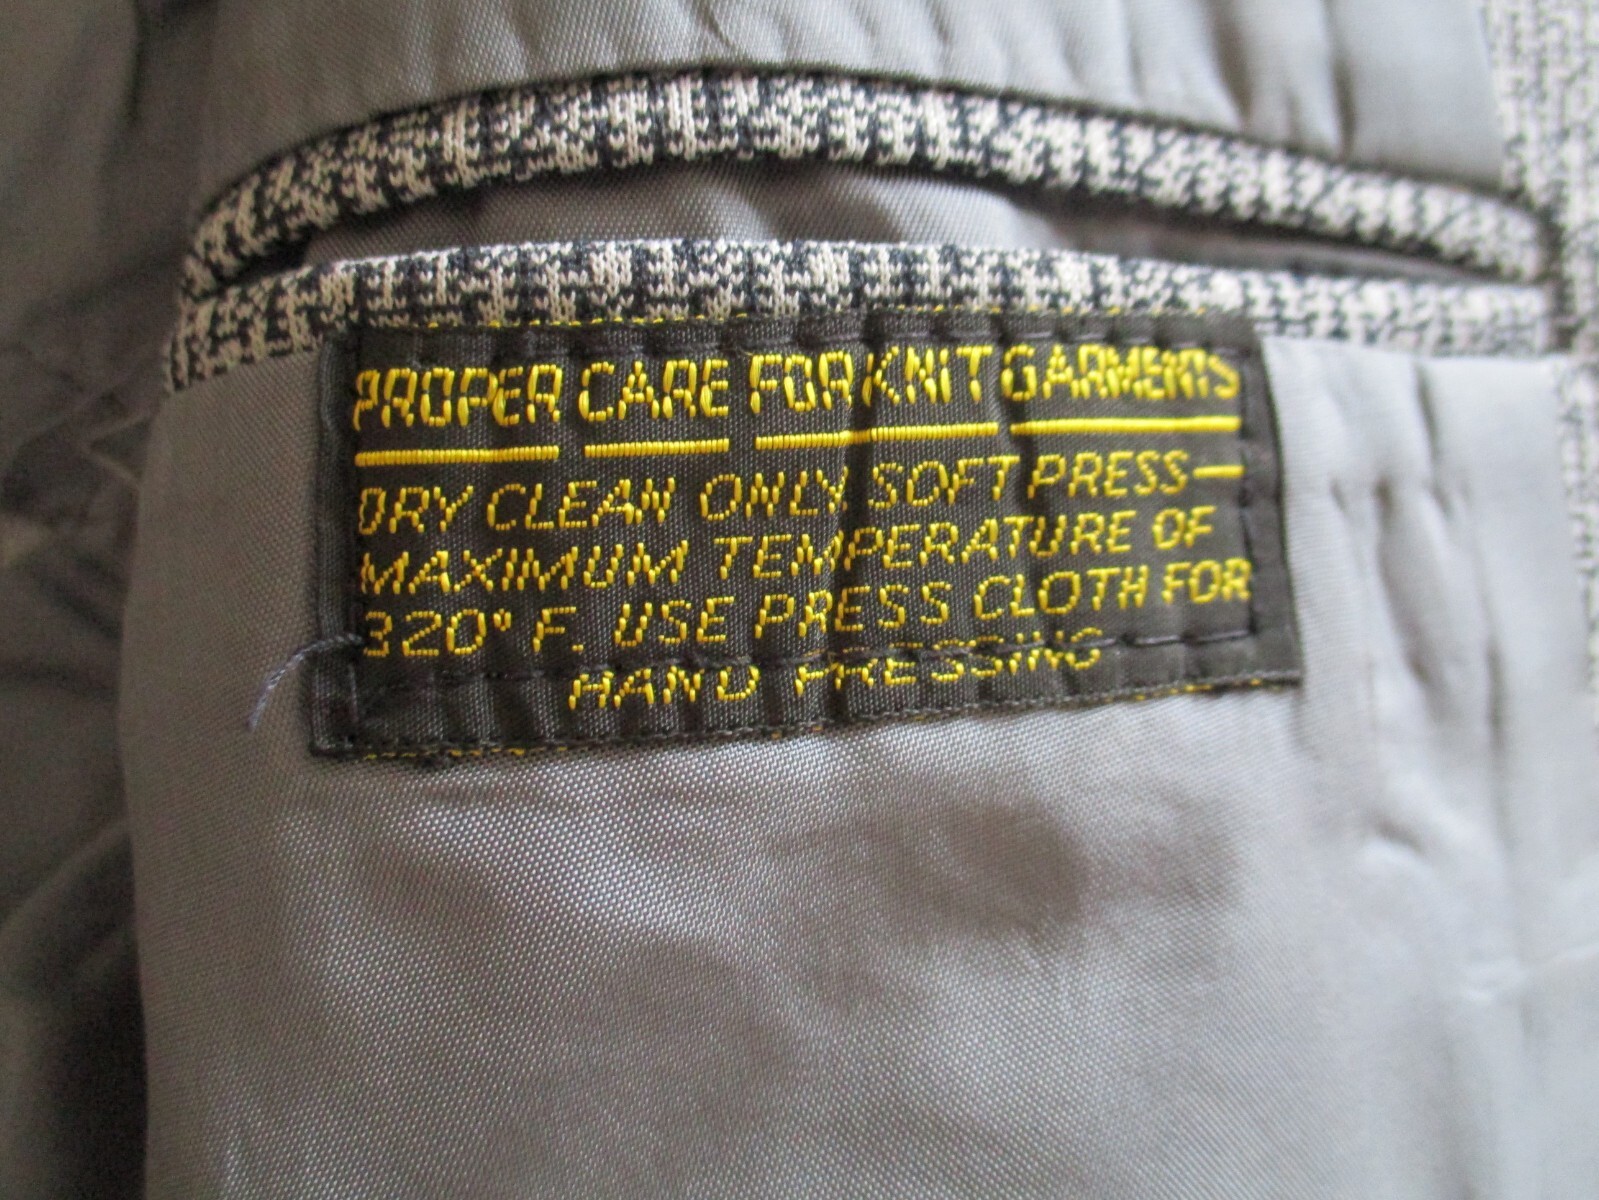 PROPER CARE FOR KNIT GARMENTS
DRY CLEAN ONLY SOFT PRESS—
MAXIMUM TEMPERATURE OF
320° F. USE PRESS CLOTH FOR
HAND PRESSING